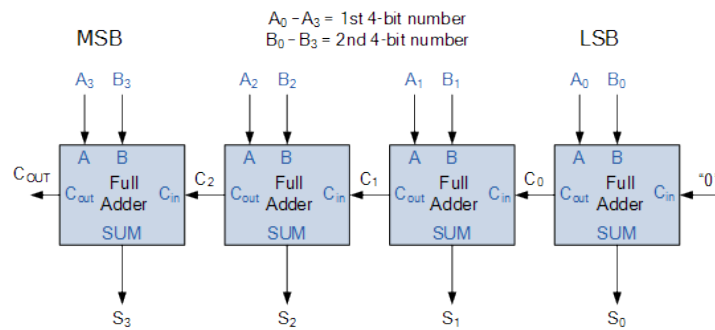 A0 – A3 = 1st 4-bit number
MSB
B0 – B3 = 2nd 4-bit number
LSB
A3 B3 A2 B2 A1 B1 A0 B0
COUT A B C2 A B C1 A B C0 A B "0
Cout Full Adder Cin Cout Full Adder Cin Cout Full Adder Cin Cout Full Adder Cin
SUM SUM SUM SUM
S3 S2 S1 S0